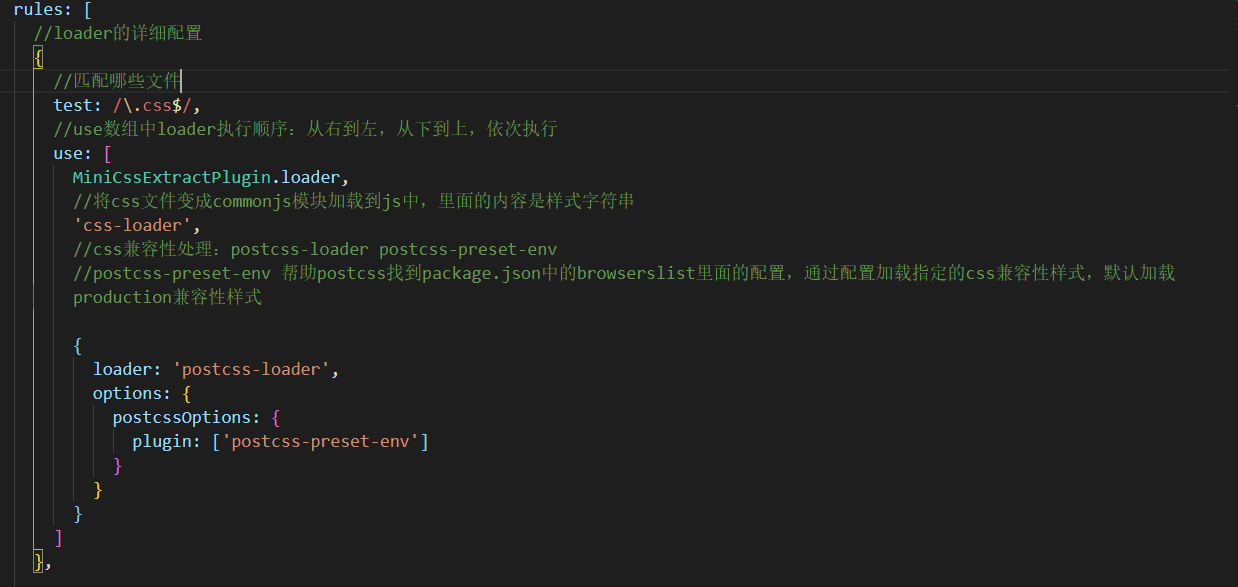 rules: [
//loader的详细配置
{
//匹配哪些文件
test: /\.css$/,
//use数组中loader执行顺序：从右到左，从下到上，依次执行
use: [
MiniCssExtractPlugin.loader,
//将css文件变成commonjs模块加载到js中，里面的内容是样式字符串
'css-loader',
//css兼容性处理：postcss-loader postcss-preset-env
//postcss-preset-env 帮助postcss找到package.json中的browserslist里面的配置，通过配置加载指定的css兼容性样式，默认加载
production兼容性样式
{
loader: 'postcss-loader',
options: {
postcssOptions: {
plugin: ['postcss-preset-env']
}
}
}
]
},